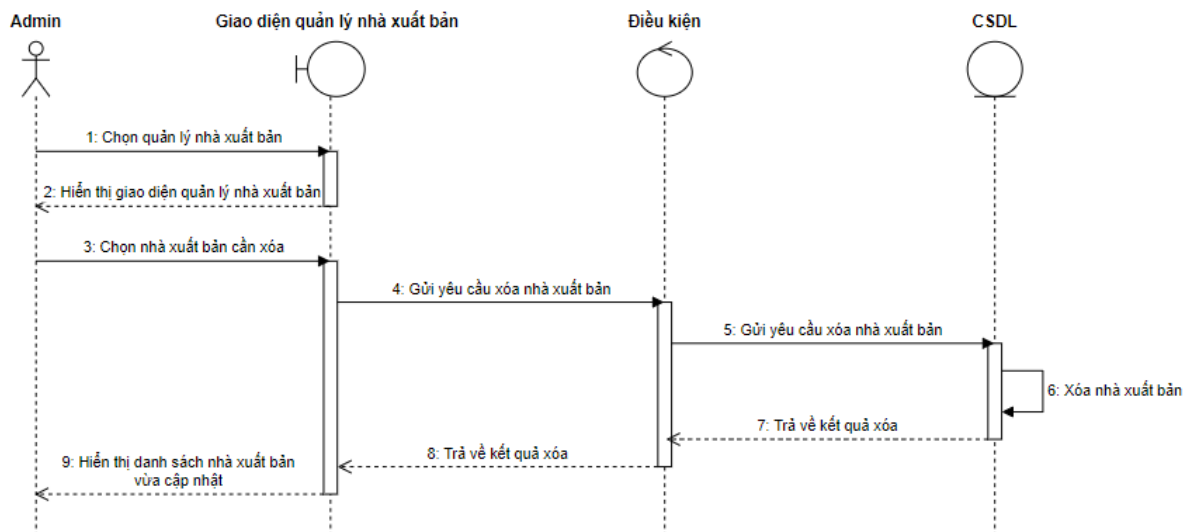 Admin
Giao diện quản lý nhà xuất bản
Điều kiện
CSDL
1: Chọn quản lý nhà xuất bản
2: Hiển thị giao diện quản lý nhà xuất bản
3: Chọn nhà xuất bản cần xóa
4: Gửi yêu cầu xóa nhà xuất bản
5: Gửi yêu cầu xóa nhà xuất bản
6: Xóa nhà xuất bản
7: Trả về kết quả xóa
8: Trả về kết quả xóa
9: Hiển thị danh sách nhà xuất bản
vừa cập nhật